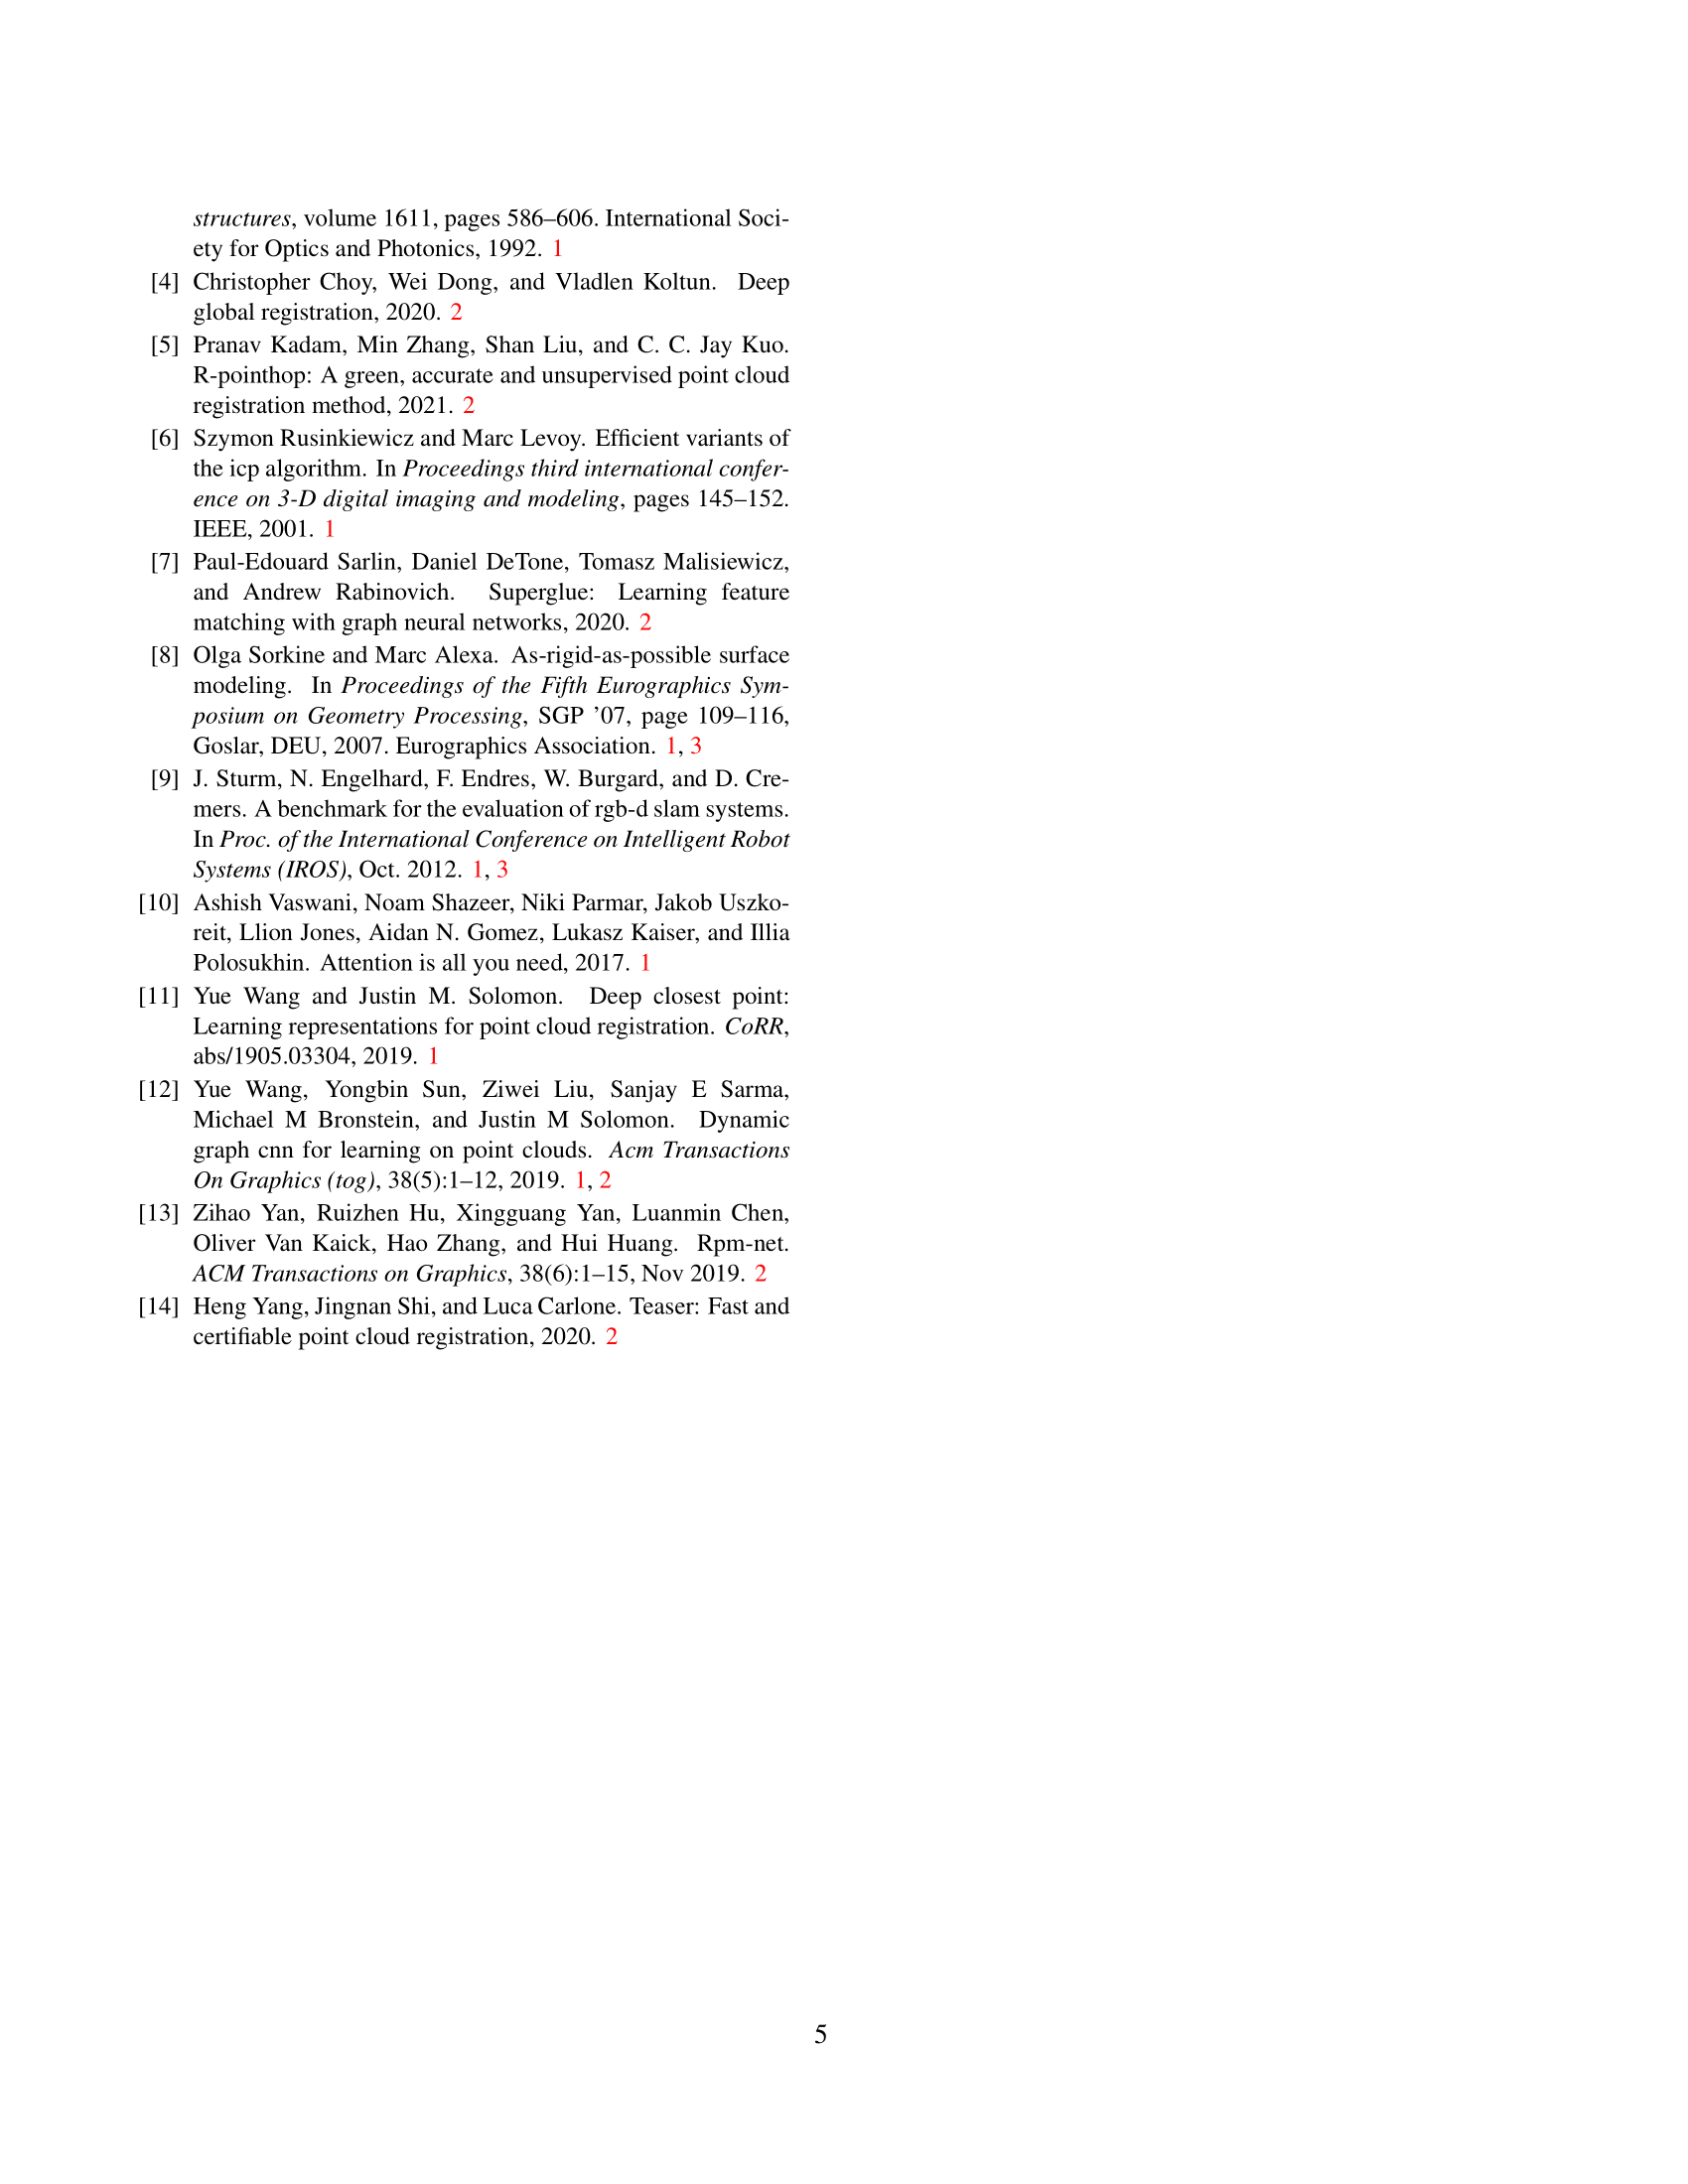 structures, volume 1611, pages 586–606. International Soci-
ety for Optics and Photonics, 1992. 1
[4] Christopher Choy, Wei Dong, and Vladlen Koltun. Deep
global registration, 2020. 2
[5] Pranav Kadam, Min Zhang, Shan Liu, and C. C. Jay Kuo.
R-pointhop: A green, accurate and unsupervised point cloud
registration method, 2021. 2
[6] Szymon Rusinkiewicz and Marc Levoy. Efficient variants of
the icp algorithm. In Proceedings third international confer-
ence on 3-D digital imaging and modeling, pages 145–152.
IEEE, 2001. 1
[7] Paul-Edouard Sarlin, Daniel DeTone, Tomasz Malisiewicz,
and Andrew Rabinovich. Superglue: Learning feature
matching with graph neural networks, 2020. 2
[8] Olga Sorkine and Marc Alexa. As-rigid-as-possible surface
modeling. In Proceedings of the Fifth Eurographics Sym-
posium on Geometry Processing, SGP ’07, page 109–116,
Goslar, DEU, 2007. Eurographics Association. 1, 3
[9] J. Sturm, N. Engelhard, F. Endres, W. Burgard, and D. Cre-
mers. A benchmark for the evaluation of rgb-d slam systems.
In Proc. of the International Conference on Intelligent Robot
Systems (IROS), Oct. 2012. 1, 3
[10] Ashish Vaswani, Noam Shazeer, Niki Parmar, Jakob Uszko-
reit, Llion Jones, Aidan N. Gomez, Lukasz Kaiser, and Illia
Polosukhin. Attention is all you need, 2017. 1
[11] Yue Wang and Justin M. Solomon. Deep closest point:
Learning representations for point cloud registration. CoRR,
abs/1905.03304, 2019. 1
[12] Yue Wang, Yongbin Sun, Ziwei Liu, Sanjay E Sarma,
Michael M Bronstein, and Justin M Solomon. Dynamic
graph cnn for learning on point clouds. Acm Transactions
On Graphics (tog), 38(5):1–12, 2019. 1, 2
[13] Zihao Yan, Ruizhen Hu, Xingguang Yan, Luanmin Chen,
Oliver Van Kaick, Hao Zhang, and Hui Huang. Rpm-net.
ACM Transactions on Graphics, 38(6):1–15, Nov 2019. 2
[14] Heng Yang, Jingnan Shi, and Luca Carlone. Teaser: Fast and
certifiable point cloud registration, 2020. 2
5